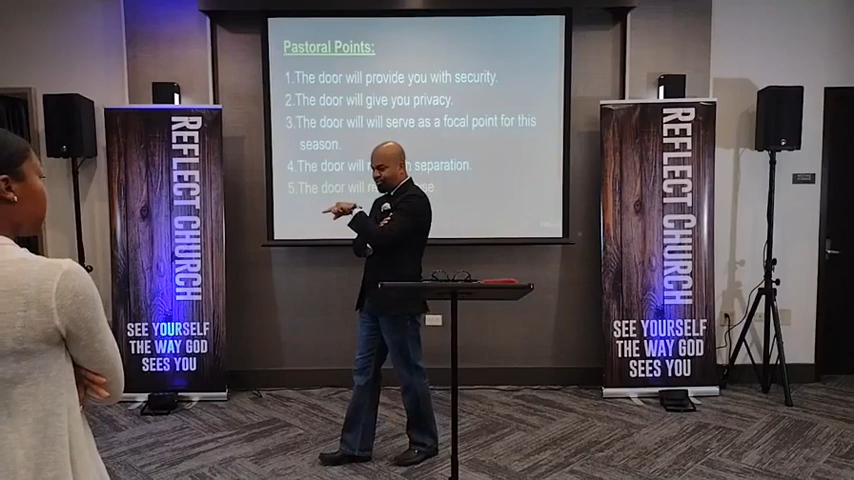 Pastoral Points:
1.The door will provide you with security.
2.The door will give you privacy.
3.The door will serve as a focal point for this
season.
4.The door will separation.
5.The door will
REFLECT CHURCH
SEE YOURSELF
THE WAY GOD
SEES YOU
REFLECT CHURCH
SEE YOURSELF
THE WAY GOD
SEES YOU